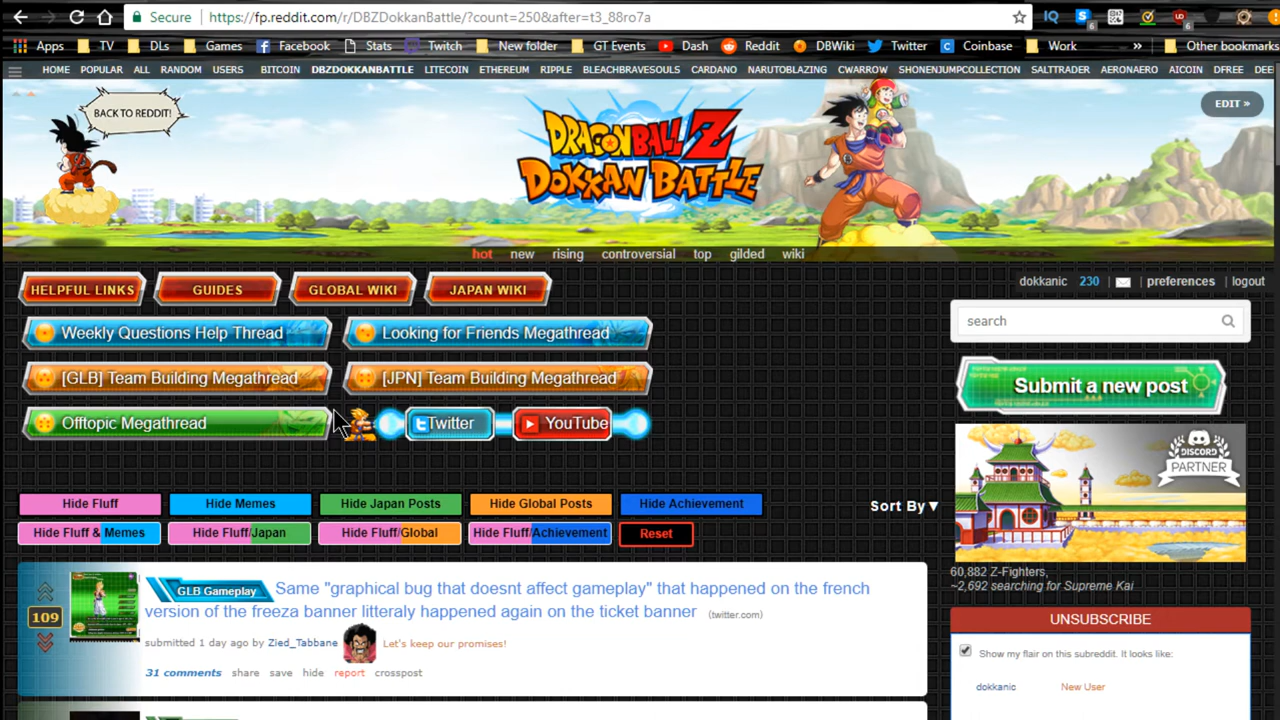 Secure https://fp.reddit.com/r/DBZDokkanBattle/?count=250&after=t3_88ro7a
Apps TV DLs Games Facebook Stats Twitch New folder GT Events Dash Reddit DBWiki Twitter Coinbase Work » Other bookmarks
HOME POPULAR ALL RANDOM USERS BITCOIN DBZDOKKANBATTLE LITECOIN ETHEREUM RIPPLE BLEACHBRAVESOULS CARDANO NARUTOBLAZING CWARROW SHONENJUMPCOLLECTION SALTTRADER AERONAERO AICOIN DFREE DEE
BACK TO REDDIT!
EDIT »
DRAGONBALL Z
DOKKAN BATTLE
hot new rising controversial top gilded wiki
dokkanic 230 | preferences | logout
HELPFUL LINKS GUIDES GLOBAL WIKI JAPAN WIKI
search
Weekly Questions Help Thread Looking for Friends Megathread
[GLB] Team Building Megathread [JPN] Team Building Megathread
Submit a new post
Offtopic Megathread Twitter YouTube
DISCORD
PARTNER
Hide Fluff Hide Memes Hide Japan Posts Hide Global Posts Hide Achievement
Sort By ▼
Hide Fluff & Memes Hide Fluff/Japan Hide Fluff/Global Hide Fluff/Achievement Reset
60,882 Z-Fighters,
~2,692 searching for Supreme Kai
109
GLB Gameplay Same "graphical bug that doesnt affect gameplay" that happened on the french
version of the freeza banner litteraly happened again on the ticket banner (twitter.com)
submitted 1 day ago by Zied_Tabbane Let's keep our promises!
31 comments share save hide report crosspost
UNSUBSCRIBE
Show my flair on this subreddit. It looks like:
dokkanic New User